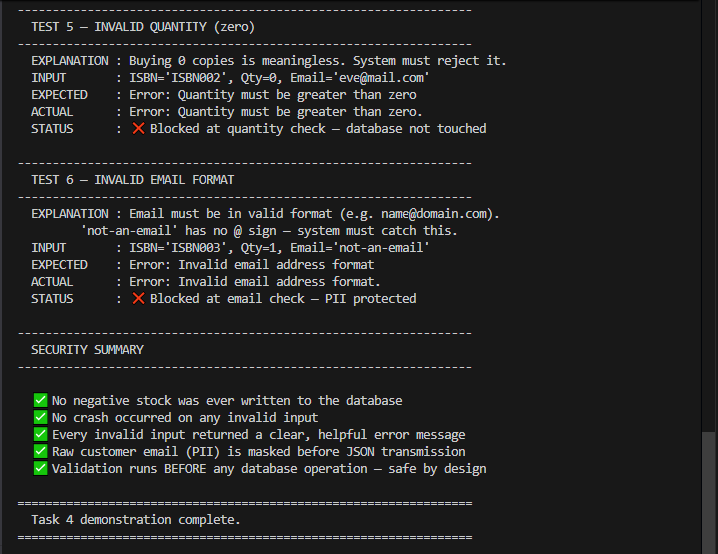 ------------------------------------------------------------------
TEST 5 — INVALID QUANTITY (zero)
------------------------------------------------------------------
EXPLANATION : Buying 0 copies is meaningless. System must reject it.
INPUT       : ISBN='ISBN002', Qty=0, Email='eve@mail.com'
EXPECTED    : Error: Quantity must be greater than zero
ACTUAL      : Error: Quantity must be greater than zero.
STATUS      : ❌ Blocked at quantity check — database not touched
------------------------------------------------------------------
TEST 6 — INVALID EMAIL FORMAT
------------------------------------------------------------------
EXPLANATION : Email must be in valid format (e.g. name@domain.com).
'not-an-email' has no @ sign — system must catch this.
INPUT       : ISBN='ISBN003', Qty=1, Email='not-an-email'
EXPECTED    : Error: Invalid email address format
ACTUAL      : Error: Invalid email address format.
STATUS      : ❌ Blocked at email check — PII protected
------------------------------------------------------------------
SECURITY SUMMARY
------------------------------------------------------------------
✅ No negative stock was ever written to the database
✅ No crash occurred on any invalid input
✅ Every invalid input returned a clear, helpful error message
✅ Raw customer email (PII) is masked before JSON transmission
✅ Validation runs BEFORE any database operation — safe by design
==================================================================
Task 4 demonstration complete.
==================================================================